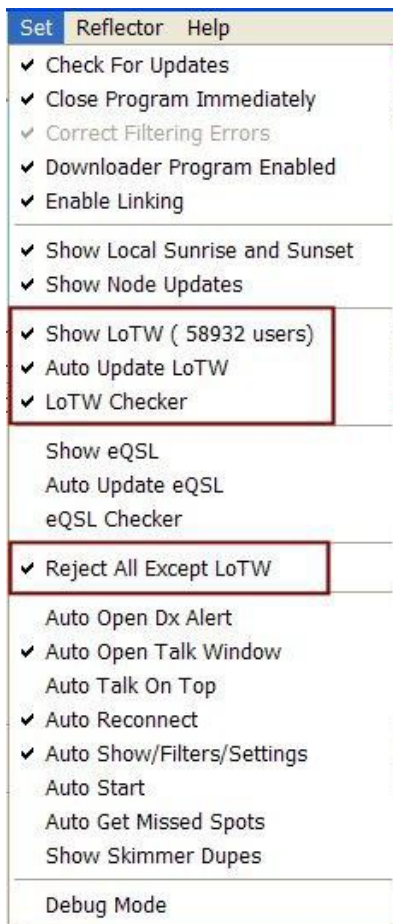 Set Reflector Help
Check For Updates
Close Program Immediately
Correct Filtering Errors
Downloader Program Enabled
Enable Linking
Show Local Sunrise and Sunset
Show Node Updates
Show LoTW ( 58932 users)
Auto Update LoTW
LoTW Checker
Show eQSL
Auto Update eQSL
eQSL Checker
Reject All Except LoTW
Auto Open Dx Alert
Auto Open Talk Window
Auto Talk On Top
Auto Reconnect
Auto Show/Filters/Settings
Auto Start
Auto Get Missed Spots
Show Skimmer Dupes
Debug Mode